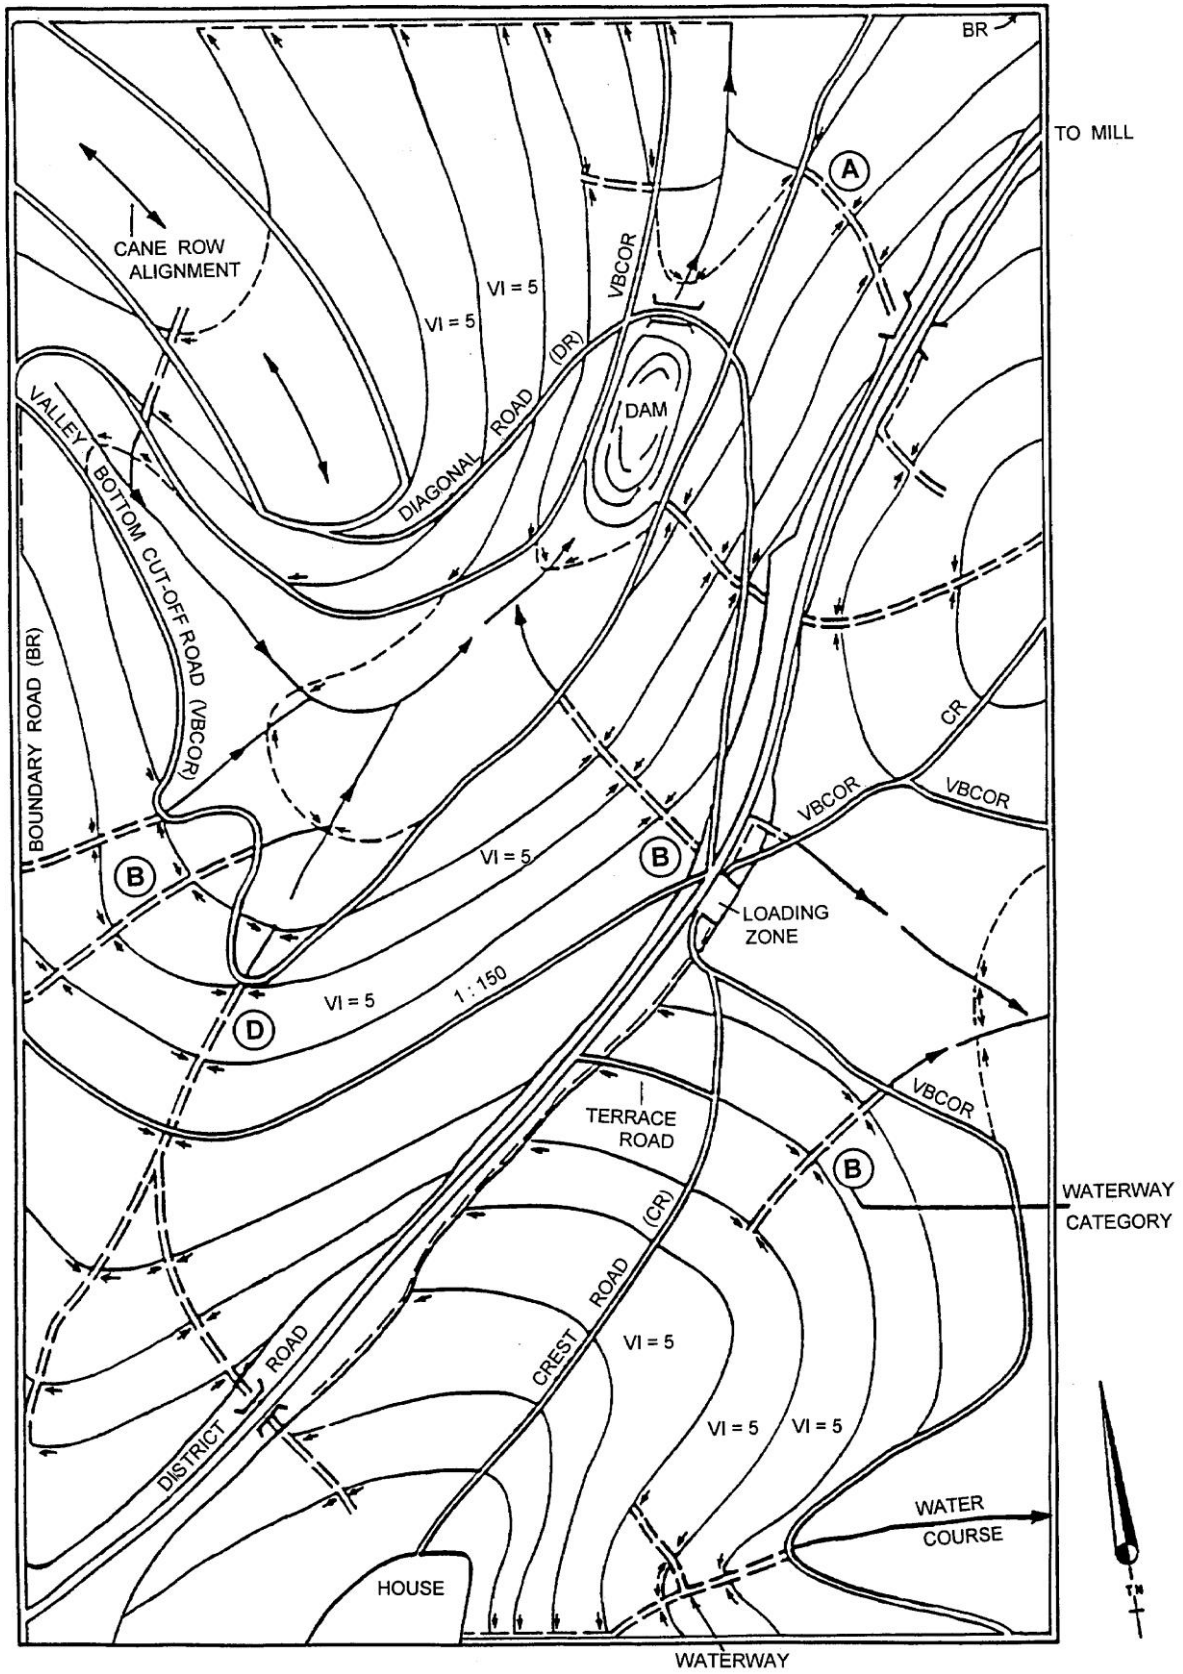 BR
TO MILL
A
CANE ROW
ALIGNMENT
VBCOR
VI = 5
VI = 5
DIAGONAL ROAD (DR)
DAM
VALLEY BOTTOM CUT-OFF ROAD (VBCOR)
BOUNDARY ROAD (BR)
CR
VBCOR
VBCOR
B
VI = 5
B
LOADING
ZONE
1 : 150
VI = 5
D
VBCOR
TERRACE
ROAD
B
WATERWAY
CATEGORY
CREST ROAD (CR)
VI = 5
DISTRICT ROAD
VI = 5
VI = 5
WATER
COURSE
HOUSE
TN
WATERWAY